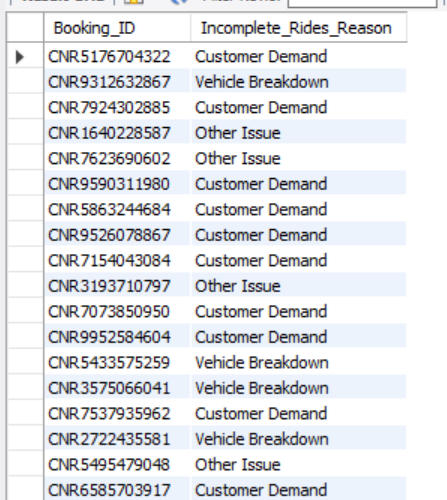 Booking_ID Incomplete_Rides_Reason
CNR5176704322 Customer Demand
CNR9312632867 Vehicle Breakdown
CNR7924302885 Customer Demand
CNR1640228587 Other Issue
CNR7623690602 Other Issue
CNR9590311980 Customer Demand
CNR5863244684 Customer Demand
CNR9526078867 Customer Demand
CNR7154043084 Customer Demand
CNR3193710797 Other Issue
CNR7073850950 Customer Demand
CNR9952584604 Customer Demand
CNR5433575259 Vehicle Breakdown
CNR3575066041 Vehicle Breakdown
CNR7537935962 Customer Demand
CNR2722435581 Vehicle Breakdown
CNR5495479048 Other Issue
CNR6585703917 Customer Demand